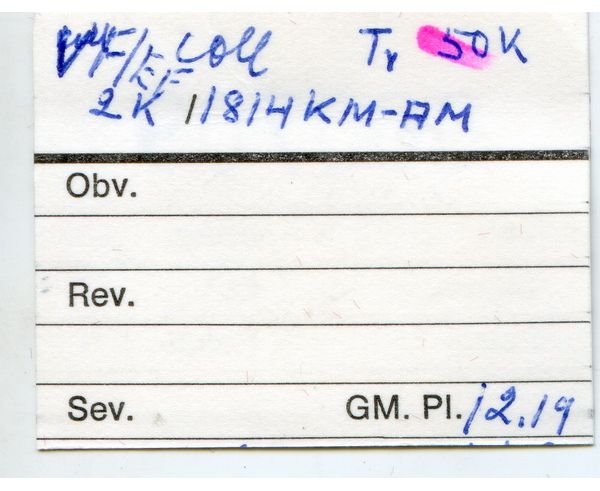 VF/EF Coll Tr 50K
2K 11814KM-AM
Obv.
Rev.
Sev. GM. Pl. 12.19